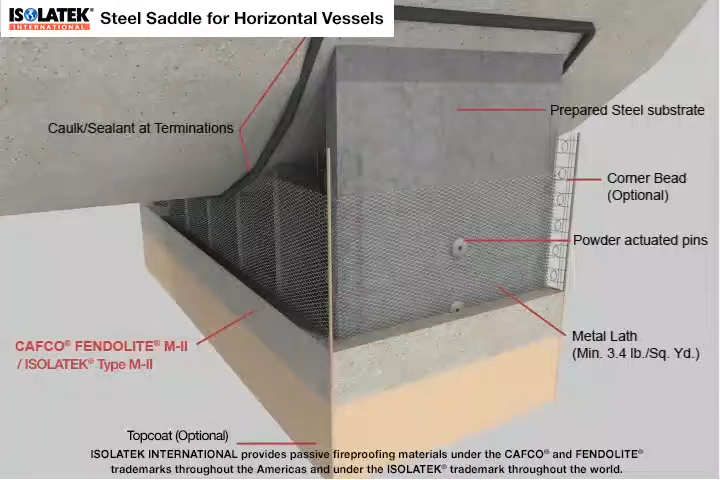 ISOLATEK®
INTERNATIONAL
Steel Saddle for Horizontal Vessels
Caulk/Sealant at Terminations
Prepared Steel substrate
Corner Bead
(Optional)
Powder actuated pins
Metal Lath
(Min. 3.4 lb./Sq. Yd.)
CAFCO® FENDOLITE® M-II
/ ISOLATEK® Type M-II
Topcoat (Optional)
ISOLATEK INTERNATIONAL provides passive fireproofing materials under the CAFCO® and FENDOLITE®
trademarks throughout the Americas and under the ISOLATEK® trademark throughout the world.